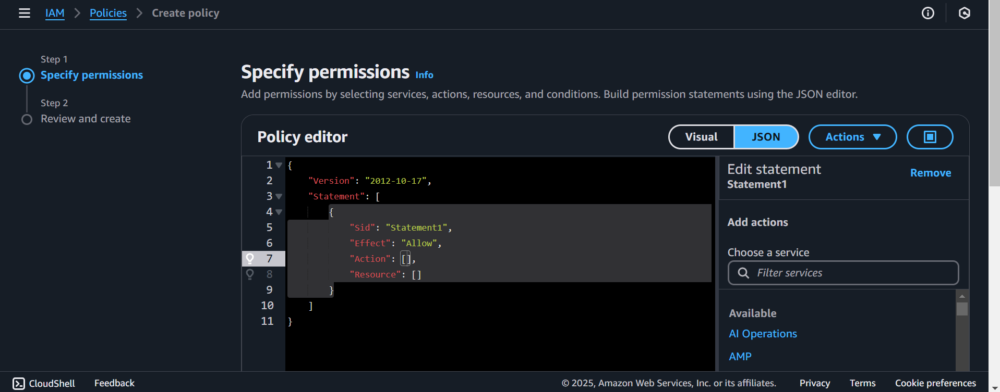 IAM > Policies > Create policy
Step 1
Specify permissions
Step 2
Review and create
Specify permissions Info
Add permissions by selecting services, actions, resources, and conditions. Build permission statements using the JSON editor.
Policy editor
Visual JSON Actions
1 {
2 "Version": "2012-10-17",
3 "Statement": [
4 {
5 "Sid": "Statement1",
6 "Effect": "Allow",
7 "Action": [],
8 "Resource": []
9 }
10 ]
11 }
Edit statement
Statement1
Remove
Add actions
Choose a service
Filter services
Available
AI Operations
AMP
CloudShell Feedback © 2025, Amazon Web Services, Inc. or its affiliates. Privacy Terms Cookie preferences